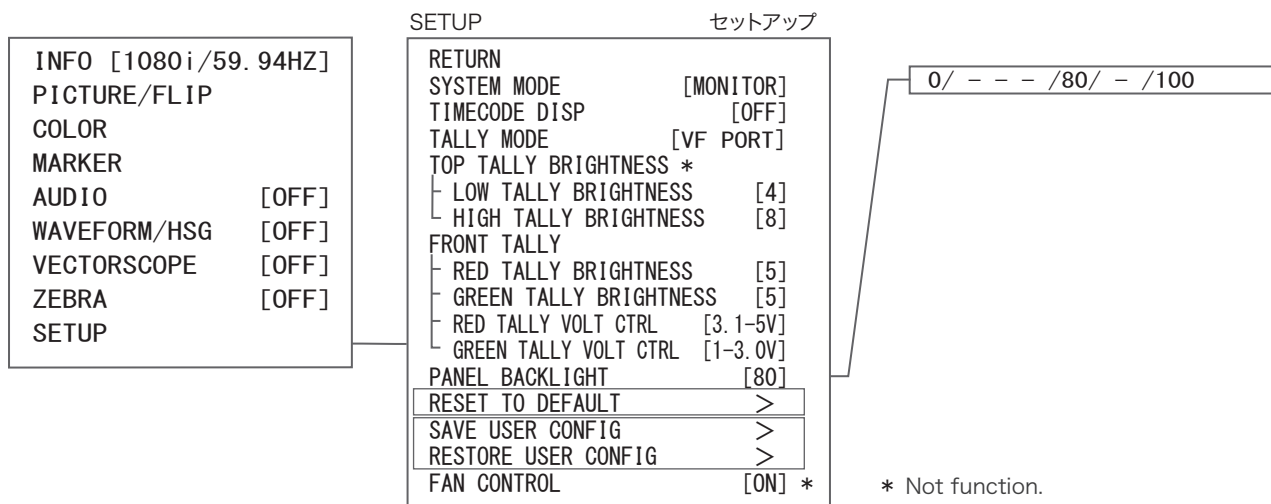 INFO [1080i/59.94HZ]
PICTURE/FLIP
COLOR
MARKER
AUDIO [OFF]
WAVEFORM/HSG [OFF]
VECTORSCOPE [OFF]
ZEBRA [OFF]
SETUP
SETUP セットアップ
RETURN
SYSTEM MODE [MONITOR]
TIMECODE DISP [OFF]
TALLY MODE [VF PORT]
TOP TALLY BRIGHTNESS *
LOW TALLY BRIGHTNESS [4]
HIGH TALLY BRIGHTNESS [8]
FRONT TALLY
RED TALLY BRIGHTNESS [5]
GREEN TALLY BRIGHTNESS [5]
RED TALLY VOLT CTRL [3.1-5V]
GREEN TALLY VOLT CTRL [1-3.0V]
PANEL BACKLIGHT [80]
RESET TO DEFAULT >
SAVE USER CONFIG >
RESTORE USER CONFIG >
FAN CONTROL [ON] *
0/ - - - /80/ - /100
* Not function.